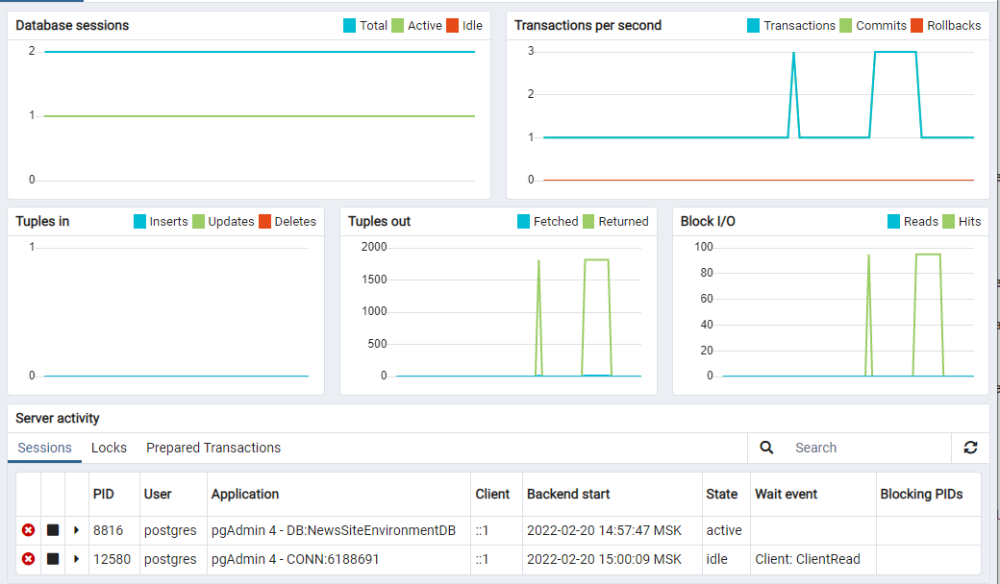 Database sessions Total Active Idle
2
1
0
Transactions per second Transactions Commits Rollbacks
3
2
1
0
Tuples in Inserts Updates Deletes
1
0
Tuples out Fetched Returned
2000
1500
1000
500
0
Block I/O Reads Hits
100
80
60
40
20
0
Server activity
Sessions Locks Prepared Transactions Search
PID User Application Client Backend start State Wait event Blocking PIDs
8816 postgres pgAdmin 4 - DB:NewsSiteEnvironmentDB ::1 2022-02-20 14:57:47 MSK active
12580 postgres pgAdmin 4 - CONN:6188691 ::1 2022-02-20 15:00:09 MSK idle Client: ClientRead